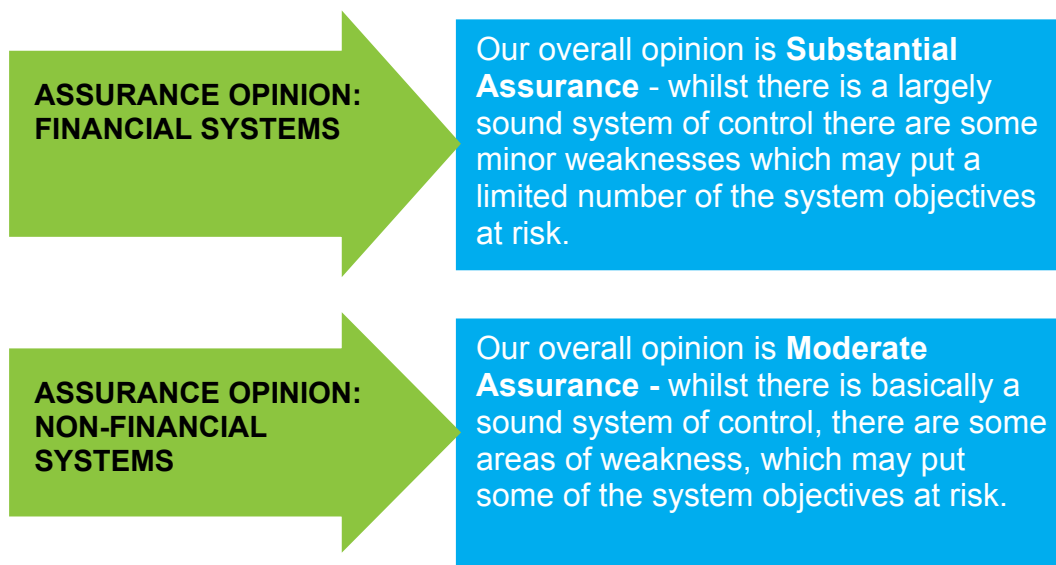 ASSURANCE OPINION:
FINANCIAL SYSTEMS
Our overall opinion is Substantial
Assurance - whilst there is a largely
sound system of control there are some
minor weaknesses which may put a
limited number of the system objectives
at risk.
ASSURANCE OPINION:
NON-FINANCIAL
SYSTEMS
Our overall opinion is Moderate
Assurance - whilst there is basically a
sound system of control, there are some
areas of weakness, which may put
some of the system objectives at risk.